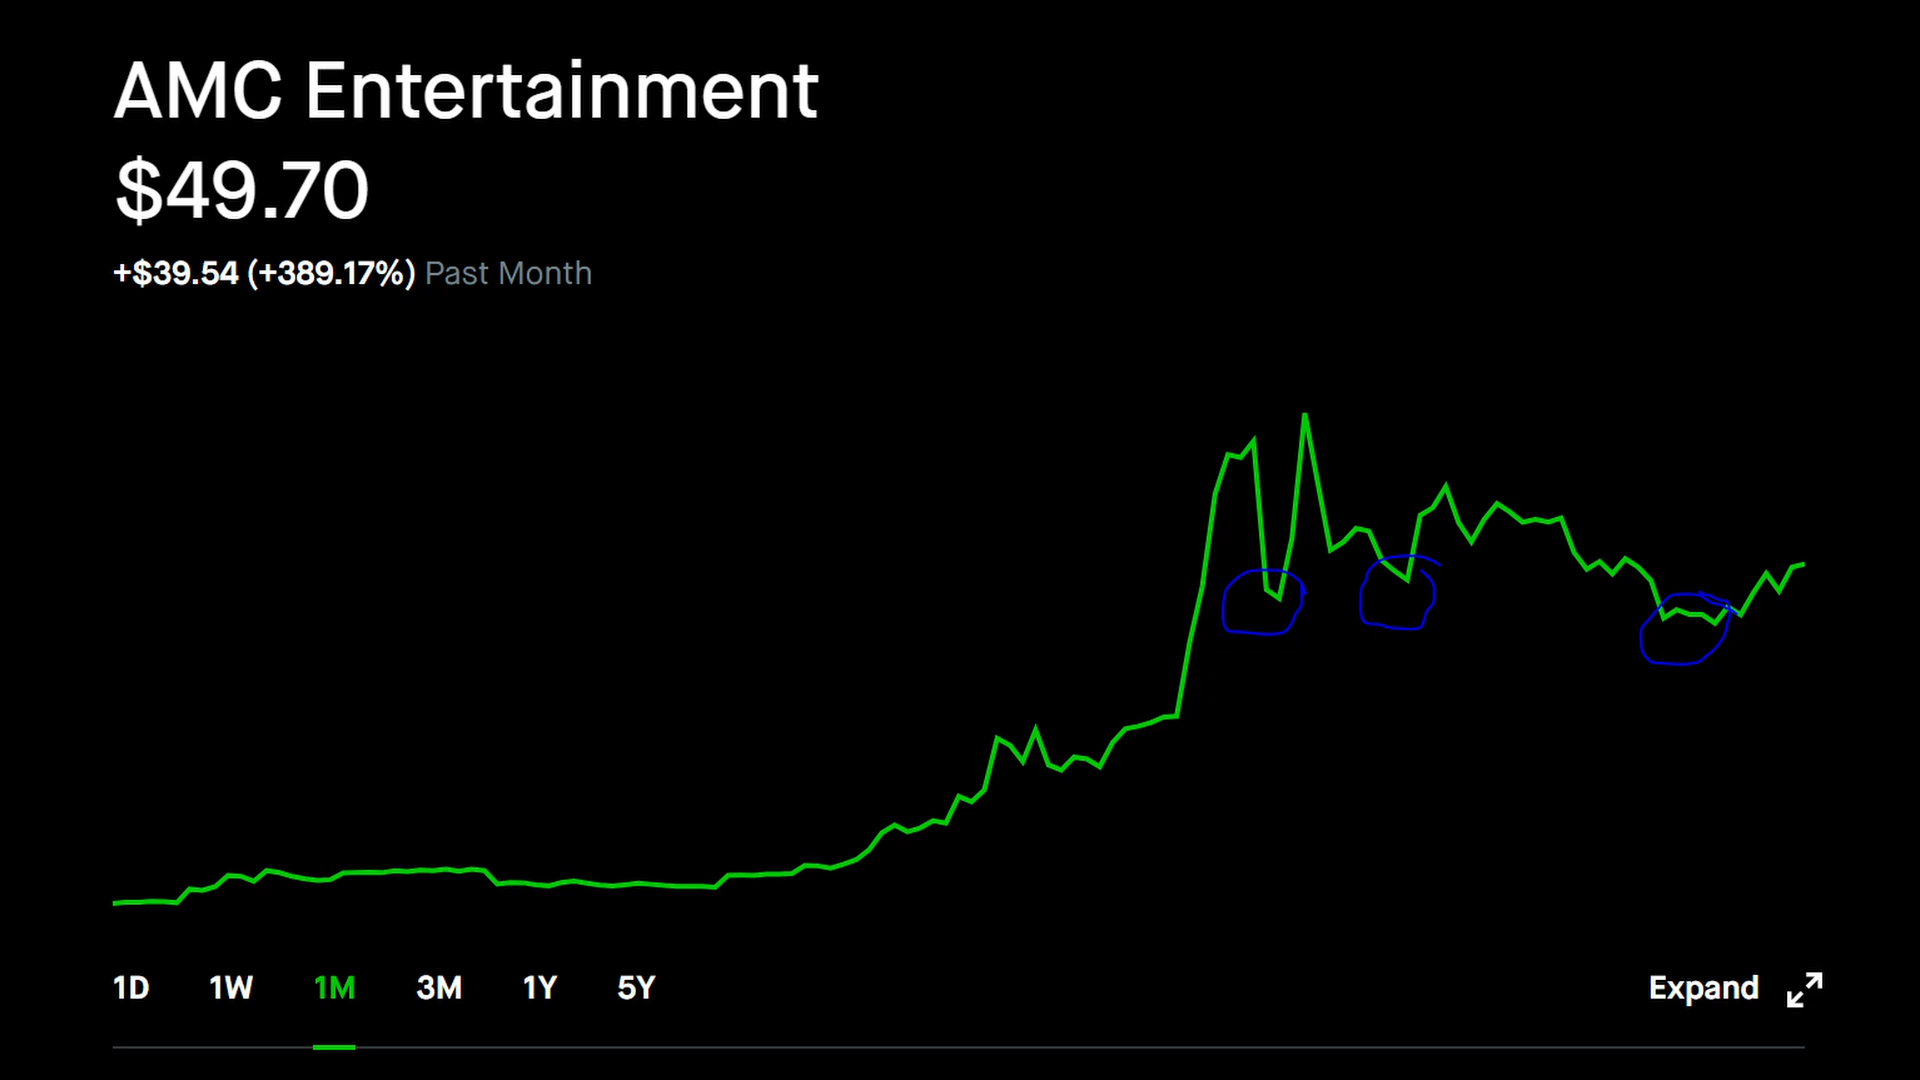 AMC Entertainment
$49.70
+$39.54 (+389.17%) Past Month
1D 1W 1M 3M 1Y 5Y Expand